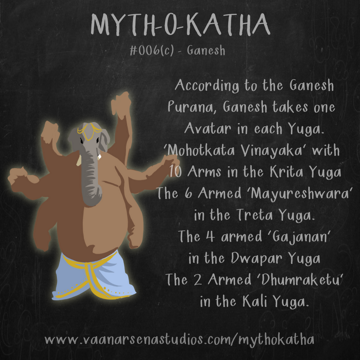 MYTH-O-KATHA
#006(c) - Ganesh
According to the Ganesh
Purana, Ganesh takes one
Avatar in each Yuga.
'Mohotkata Vinayaka' with
10 Arms in the Krita Yuga
The 6 Armed 'Mayureshwara'
in the Treta Yuga.
The 4 armed 'Gajanan'
in the Dwapar Yuga
The 2 Armed 'Dhumraketu'
in the Kali Yuga.
www.vaanarsenastudios.com/mythokatha